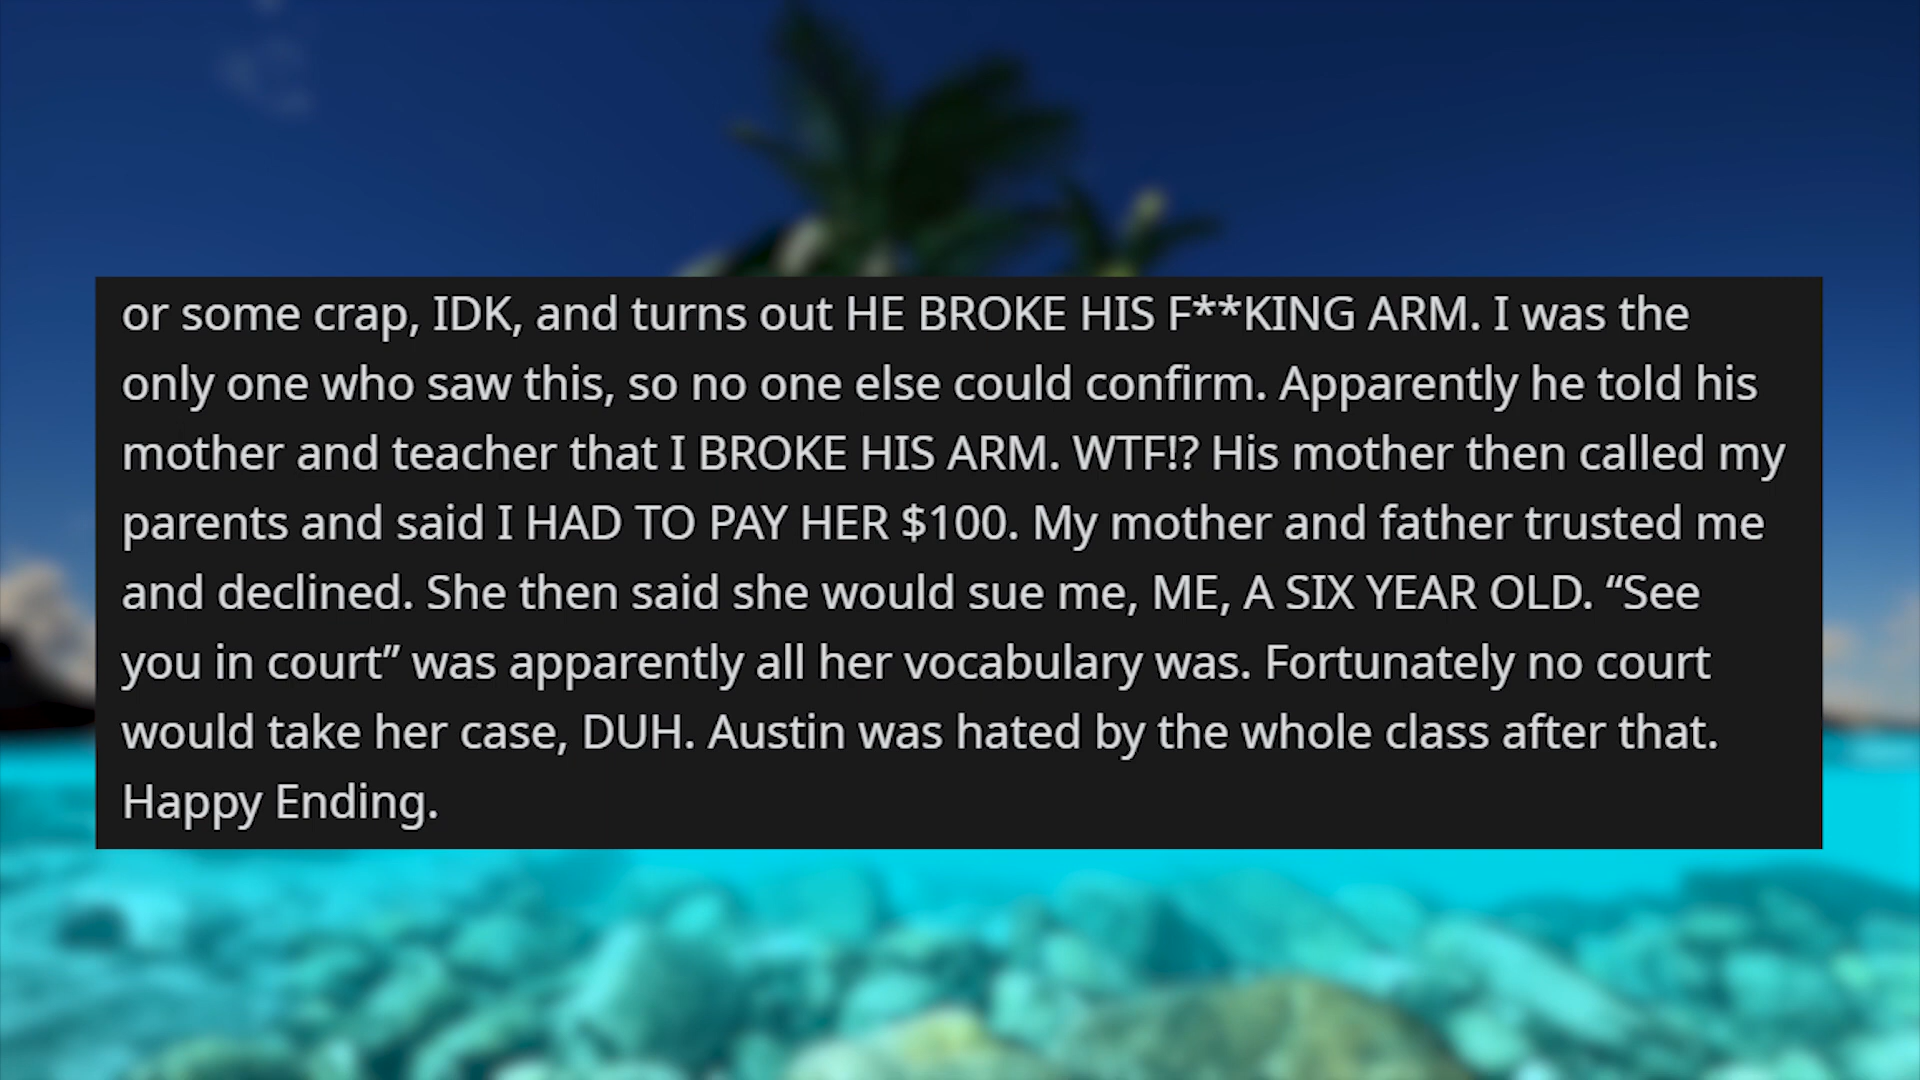 or some crap, IDK, and turns out HE BROKE HIS F**KING ARM. I was the
only one who saw this, so no one else could confirm. Apparently he told his
mother and teacher that I BROKE HIS ARM. WTF!? His mother then called my
parents and said I HAD TO PAY HER $100. My mother and father trusted me
and declined. She then said she would sue me, ME, A SIX YEAR OLD. “See
you in court” was apparently all her vocabulary was. Fortunately no court
would take her case, DUH. Austin was hated by the whole class after that.
Happy Ending.